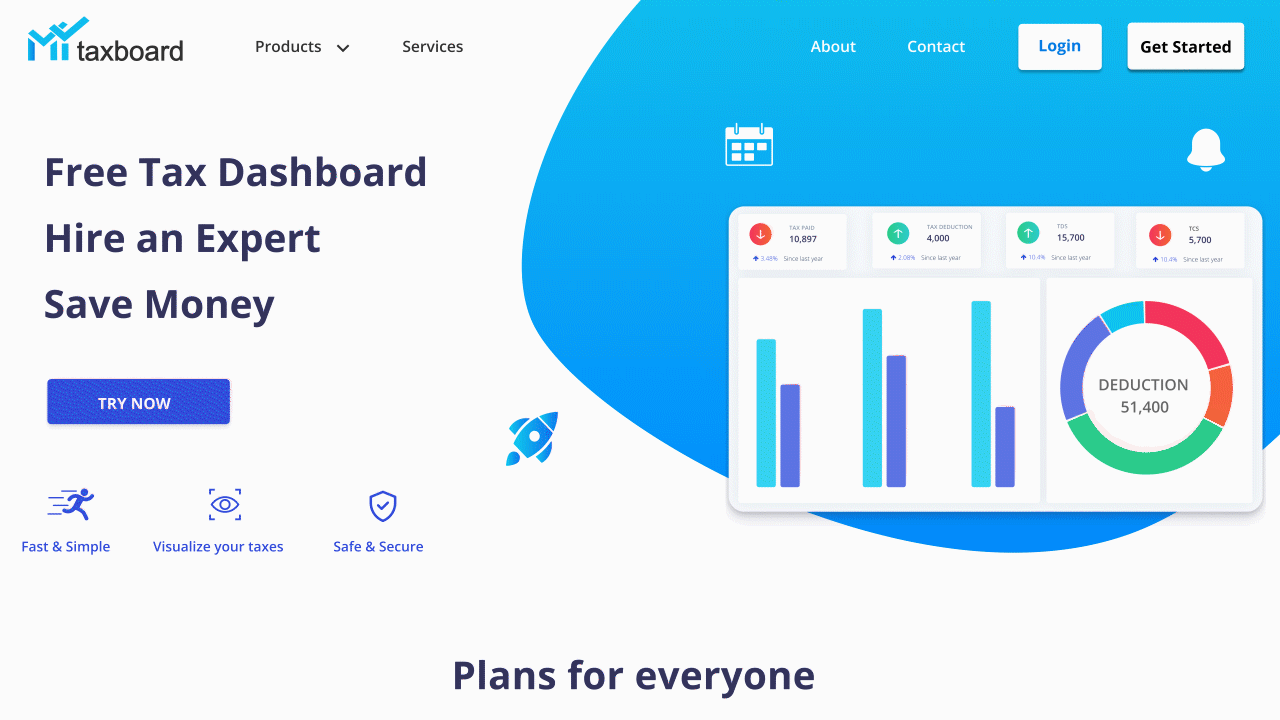 taxboard
Products
Services
About
Contact
Login
Get Started
Free Tax Dashboard
Hire an Expert
Save Money
TRY NOW
Fast & Simple
Visualize your taxes
Safe & Secure
TAX PAID
10,897
3.48% Since last year
TAX DEDUCTION
4,000
2.08% Since last year
TDS
15,700
10.4% Since last year
TCS
5,700
10.4% Since last year
DEDUCTION
51,400
Plans for everyone